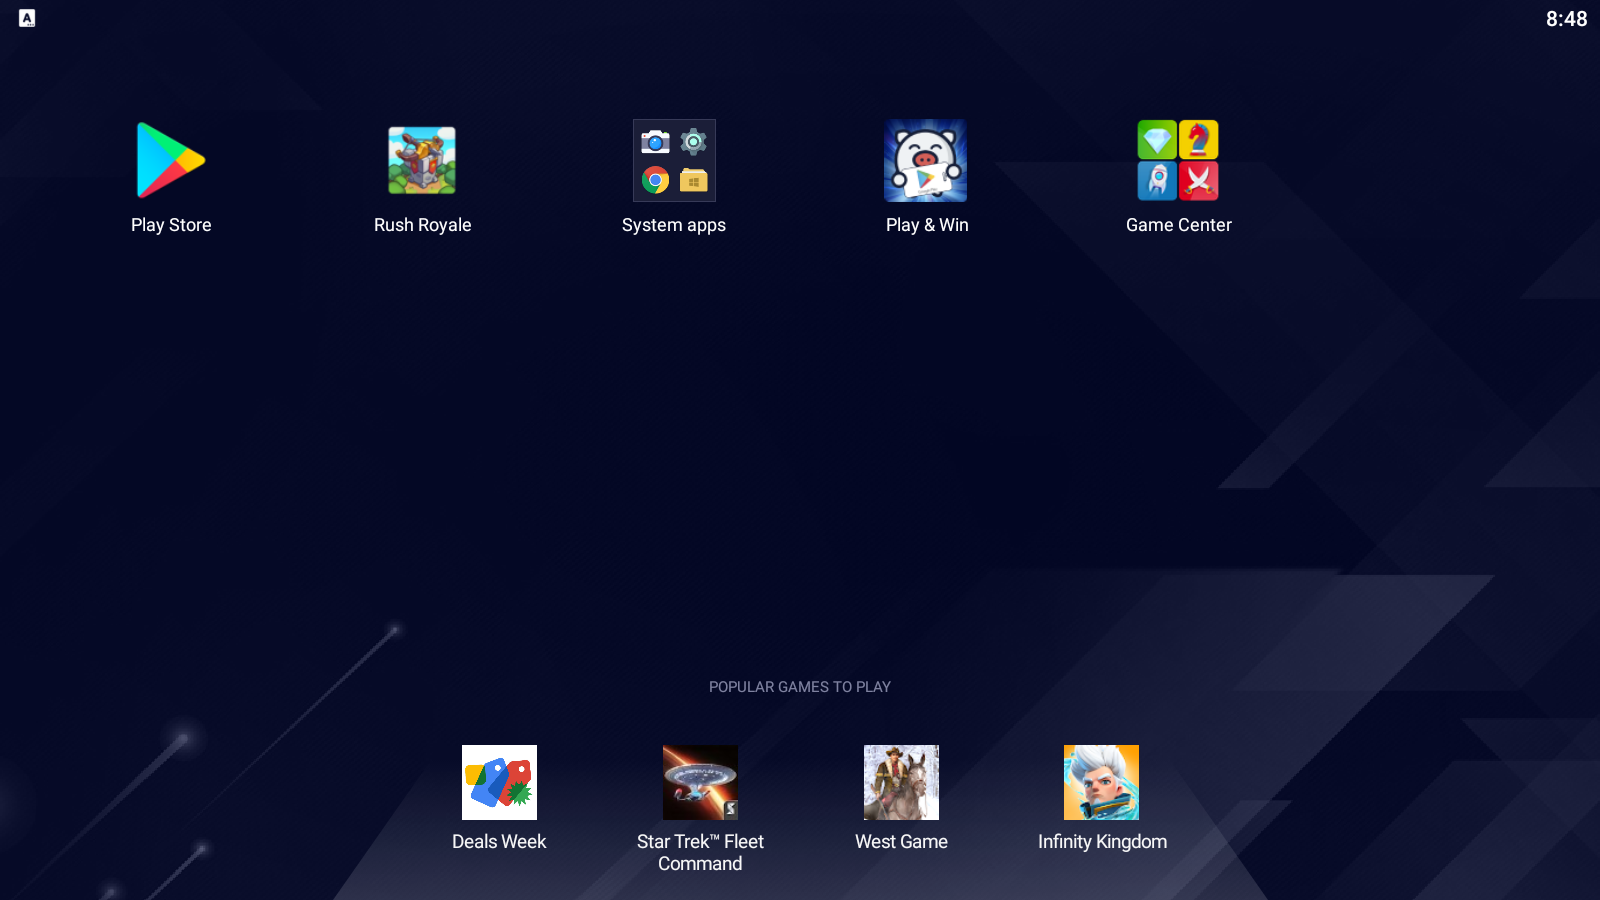 A
8:48
Play Store
Rush Royale
System apps
Play & Win
Game Center
POPULAR GAMES TO PLAY
Deals Week
Star Trek™ Fleet
Command
West Game
Infinity Kingdom